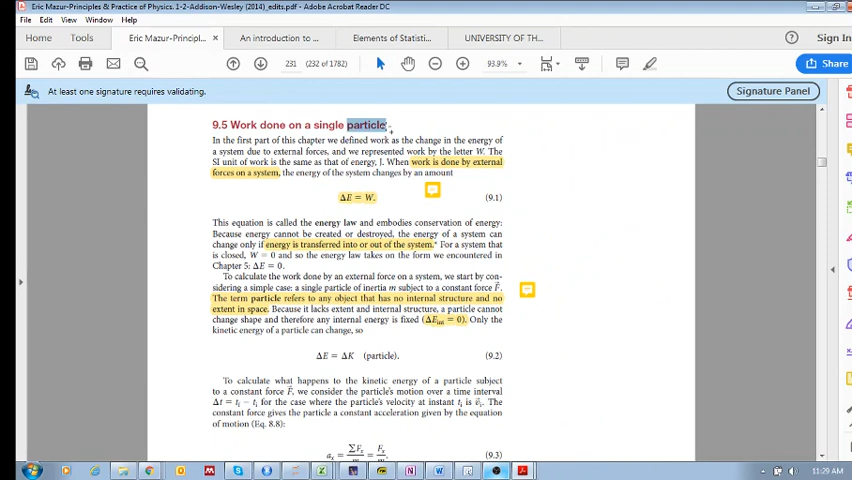 Eric Mazur-Principles & Practice of Physics. 1-2-Addison-Wesley (2014)_edits.pdf - Adobe Acrobat Reader DC
File Edit View Window Help
Home Tools Eric Mazur-Principl... × An introduction to ... Elements of Statisti... UNIVERSITY OF TH... Sign In
231 (232 of 1782) 93.9% Share
At least one signature requires validating. Signature Panel
9.5 Work done on a single particle
In the first part of this chapter we defined work as the change in the energy of
a system due to external forces, and we represented work by the letter W. The
SI unit of work is the same as that of energy, J. When work is done by external
forces on a system, the energy of the system changes by an amount
ΔE = W. (9.1)
This equation is called the energy law and embodies conservation of energy:
Because energy cannot be created or destroyed, the energy of a system can
change only if energy is transferred into or out of the system.* For a system that
is closed, W = 0 and so the energy law takes on the form we encountered in
Chapter 5: ΔE = 0.
To calculate the work done by an external force on a system, we start by con-
sidering a simple case: a single particle of inertia m subject to a constant force F⃗.
The term particle refers to any object that has no internal structure and no
extent in space. Because it lacks extent and internal structure, a particle cannot
change shape and therefore any internal energy is fixed (ΔE_int = 0). Only the
kinetic energy of a particle can change, so
ΔE = ΔK (particle). (9.2)
To calculate what happens to the kinetic energy of a particle subject
to a constant force F⃗, we consider the particle's motion over a time interval
Δt = t_f − t_i for the case where the particle's velocity at instant t_i is v⃗_i. The
constant force gives the particle a constant acceleration given by the equation
of motion (Eq. 8.8):
a_x = ΣF_x/m = F_x/m, (9.3)
11:29 AM